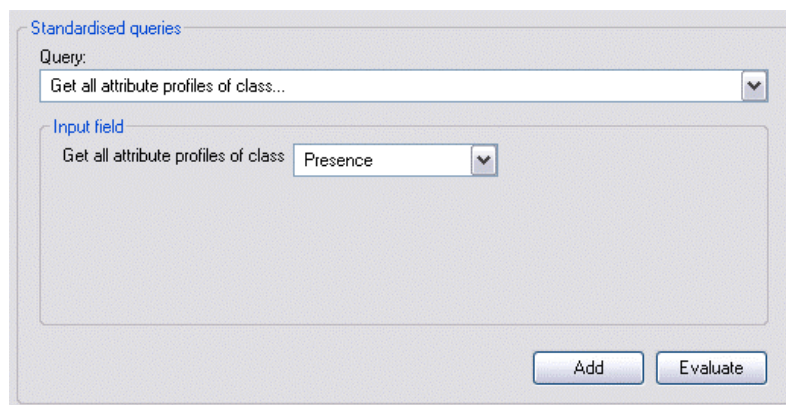 Standardised queries
Query:
Get all attribute profiles of class...
Input field
Get all attribute profiles of class Presence
Add Evaluate